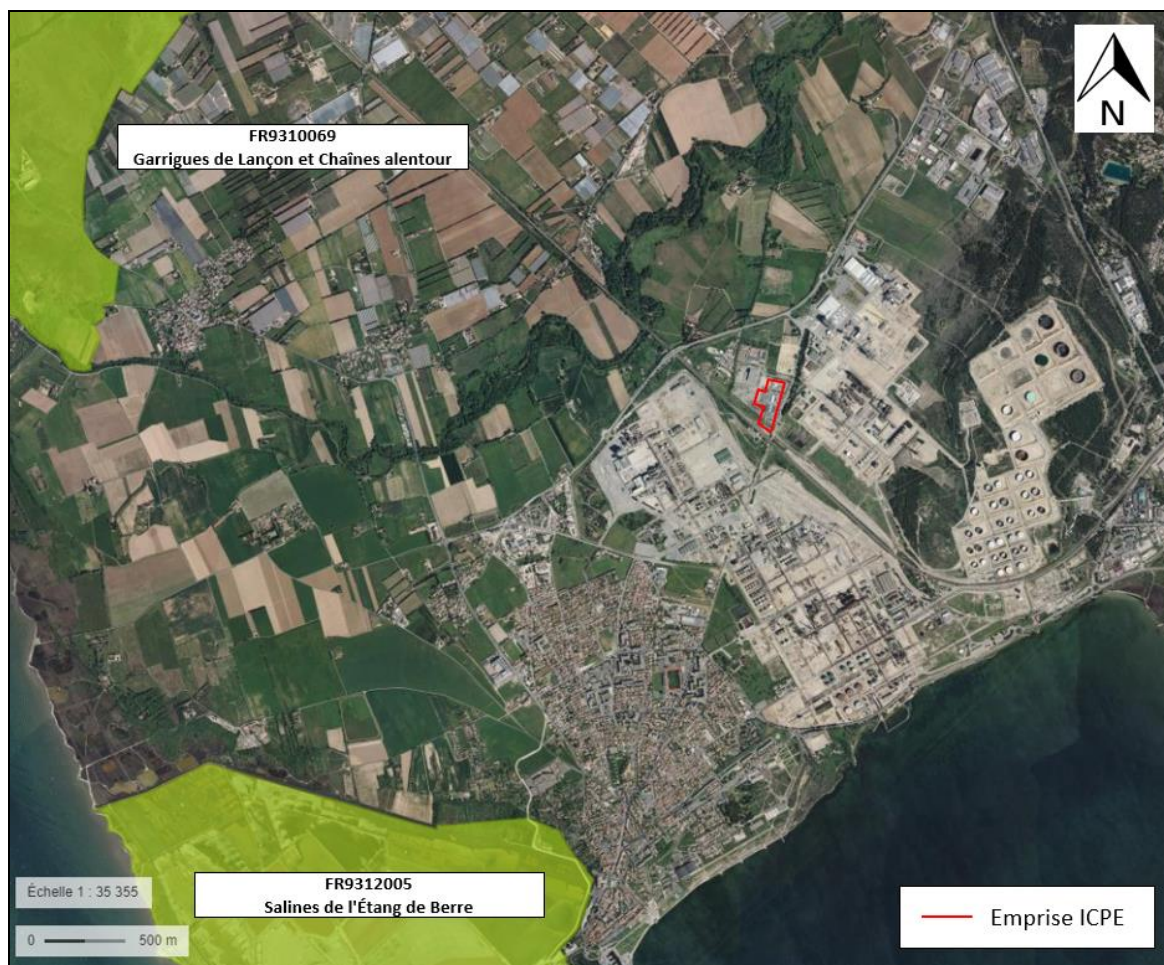 FR9310069
Garrigues de Lançon et Chaînes alentour
N
FR9312005
Salines de l'Étang de Berre
Échelle 1 : 35 355
0 500 m
Emprise ICPE